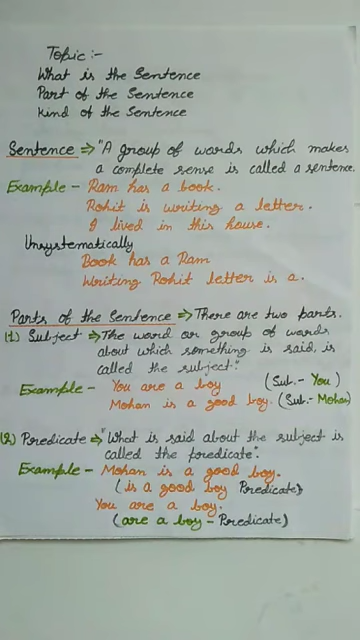 Topic :-
What is the Sentence
Part of the Sentence
Kind of the Sentence
Sentence ⇒ "A group of words which makes
a complete sense is called a sentence.
Example - Ram has a book.
Rohit is writing a letter.
I lived in this house.
Unsystematically
Book has a Ram
Writing Rohit letter is a.
Parts of the Sentence ⇒ There are two parts.
(1) Subject ⇒ The word or group of words
about which something is said, is
called the subject."
Example - You are a boy (Sub. - You)
Mohan is a good boy. (Sub.- Mohan)
(2) Predicate ⇒ "What is said about the subject is
called the predicate".
Example - Mohan is a good boy.
(is a good boy Predicate)
You are a boy.
(are a boy - Predicate)